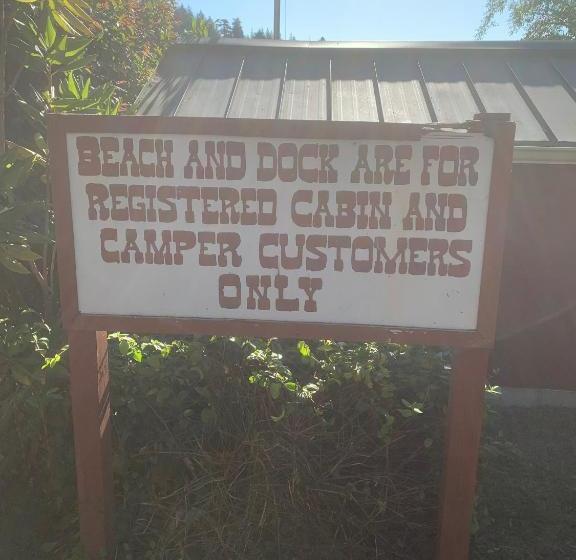 BEACH AND DOCK ARE FOR
REGISTERED CABIN AND
CAMPER CUSTOMERS
ONLY